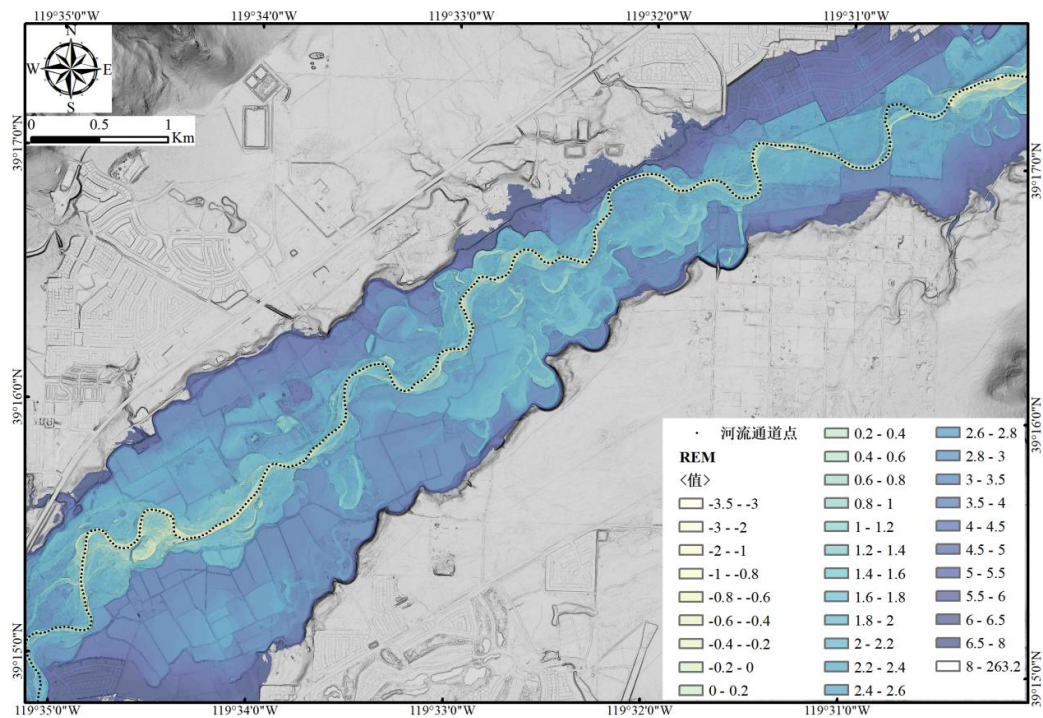 119°35'0"W 119°34'0"W 119°33'0"W 119°32'0"W 119°31'0"W
N
W E
S
0 0.5 1
Km
39°17'0"N
39°17'0"N
39°16'0"N
39°16'0"N
39°15'0"N
39°15'0"N
· 河流通道点
REM
<值>
-3.5 - -3
-3 - -2
-2 - -1
-1 - -0.8
-0.8 - -0.6
-0.6 - -0.4
-0.4 - -0.2
-0.2 - 0
0 - 0.2
0.2 - 0.4
0.4 - 0.6
0.6 - 0.8
0.8 - 1
1 - 1.2
1.2 - 1.4
1.4 - 1.6
1.6 - 1.8
1.8 - 2
2 - 2.2
2.2 - 2.4
2.4 - 2.6
2.6 - 2.8
2.8 - 3
3 - 3.5
3.5 - 4
4 - 4.5
4.5 - 5
5 - 5.5
5.5 - 6
6 - 6.5
6.5 - 8
8 - 263.2
119°35'0"W 119°34'0"W 119°33'0"W 119°32'0"W 119°31'0"W